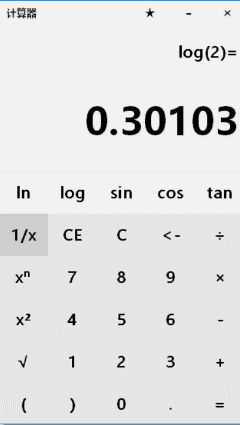 计算器 ★ - ×
log(2)=
0.30103
ln log sin cos tan
1/x CE C <- ÷
xⁿ 7 8 9 ×
x² 4 5 6 -
√ 1 2 3 +
( ) 0 . =